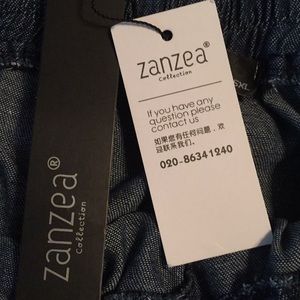 zanzea®
Collection
If you have any
question please
contact us
如果您有任何问题，欢
迎联系我们。
020-86341240
zanzea®
Collection
5XL